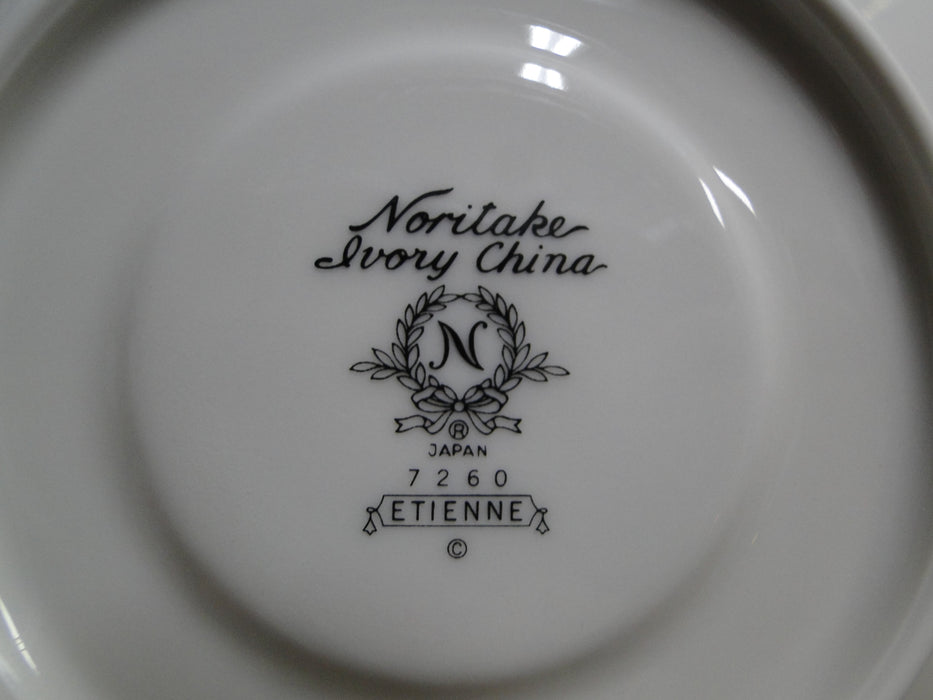 Noritake
Ivory China
N
®
JAPAN
7260
ETIENNE
©